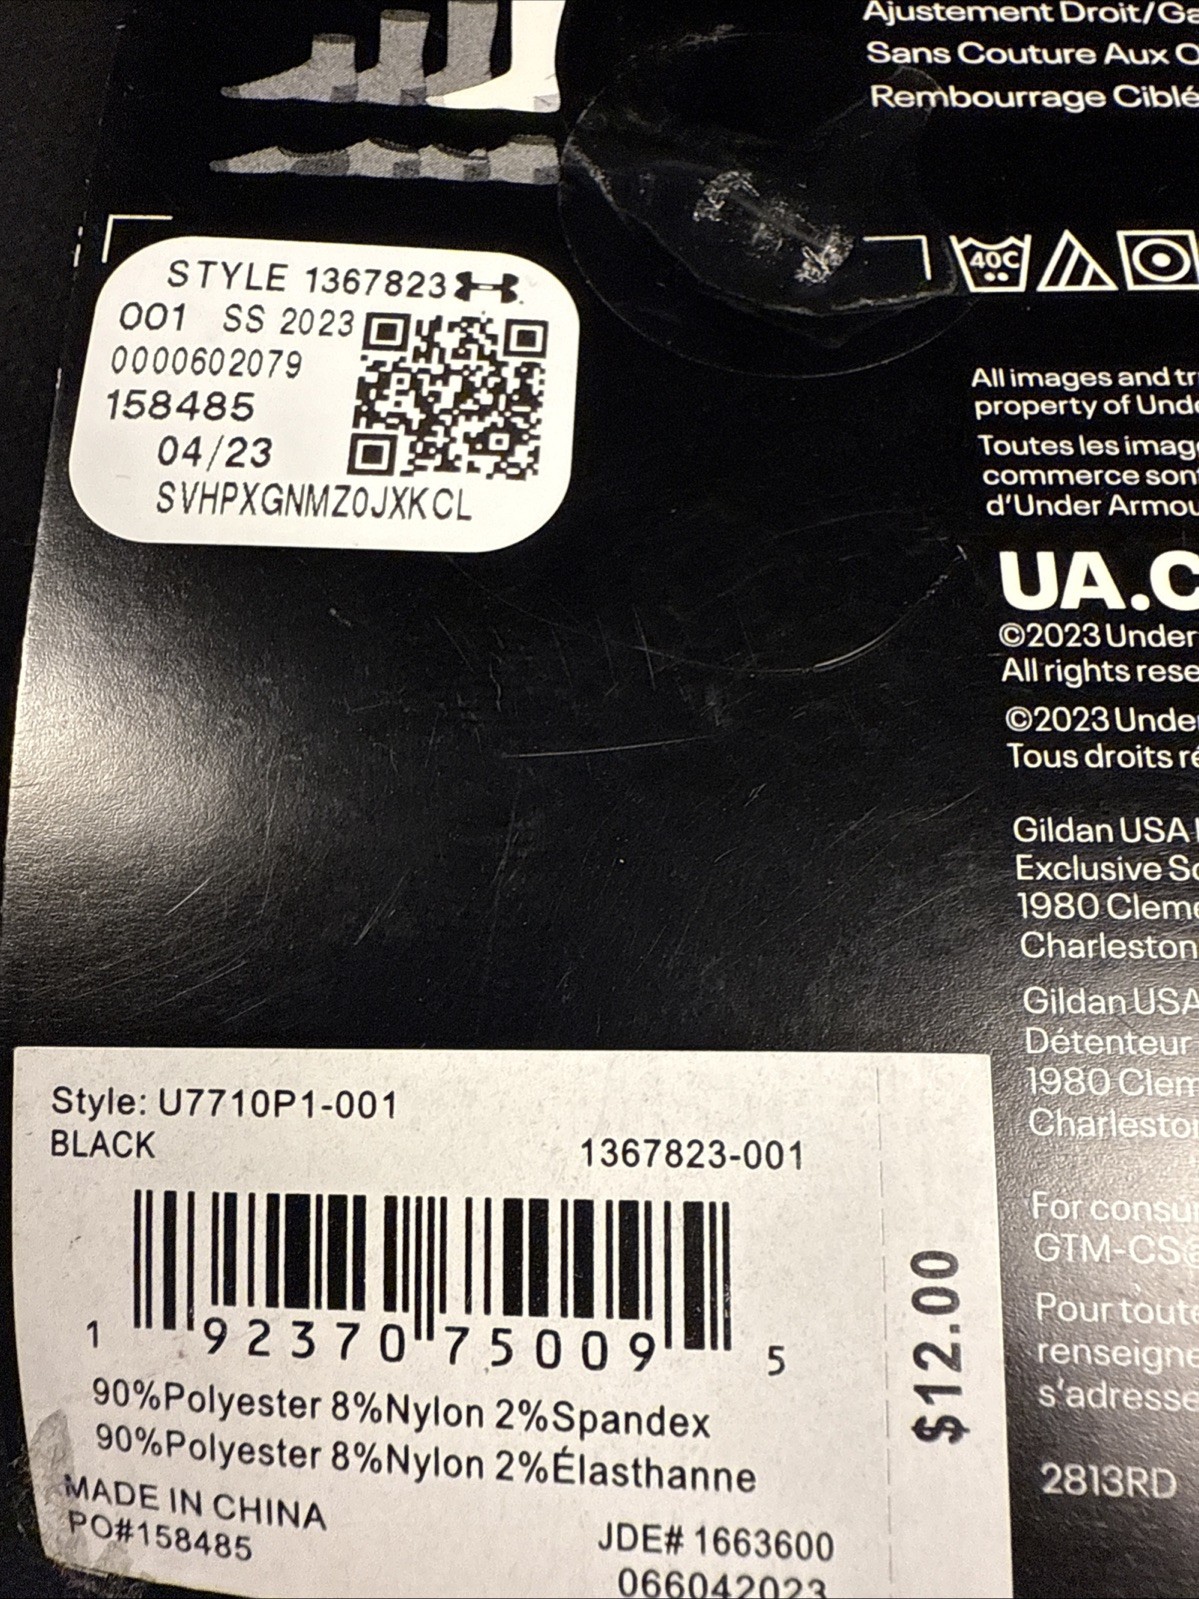 Ajustement Droit/Ga
Sans Couture Aux O
Rembourrage Ciblé
40C
STYLE 1367823
001 SS 2023
0000602079
158485
04/23
SVHPXGNMZ0JXKCL
All images and tr
property of Unde
Toutes les image
commerce sont
d'Under Armou
UA.C
©2023 Under
All rights rese
©2023 Under
Tous droits ré
Gildan USA
Exclusive So
1980 Cleme
Charleston
Gildan USA
Détenteur
1980 Clem
Charleston
For consu
GTM-CS@
Pour toute
renseigne
s'adresse
2813RD
Style: U7710P1-001
BLACK
1367823-001
1 92370 75009 5
$12.00
90%Polyester 8%Nylon 2%Spandex
90%Polyester 8%Nylon 2%Élasthanne
MADE IN CHINA
PO#158485
JDE# 1663600
066042023